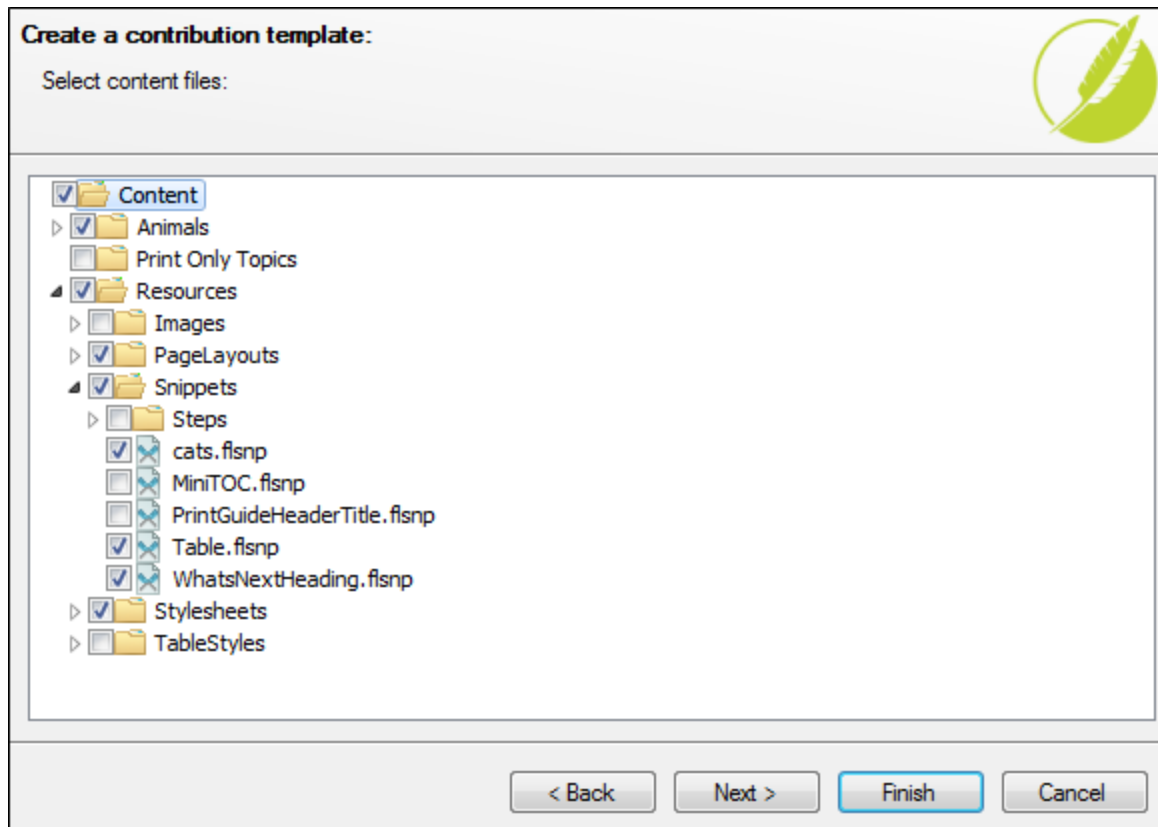 Create a contribution template:
Select content files:
Content
Animals
Print Only Topics
Resources
Images
PageLayouts
Snippets
Steps
cats.flsnp
MiniTOC.flsnp
PrintGuideHeaderTitle.flsnp
Table.flsnp
WhatsNextHeading.flsnp
Stylesheets
TableStyles
< Back Next > Finish Cancel